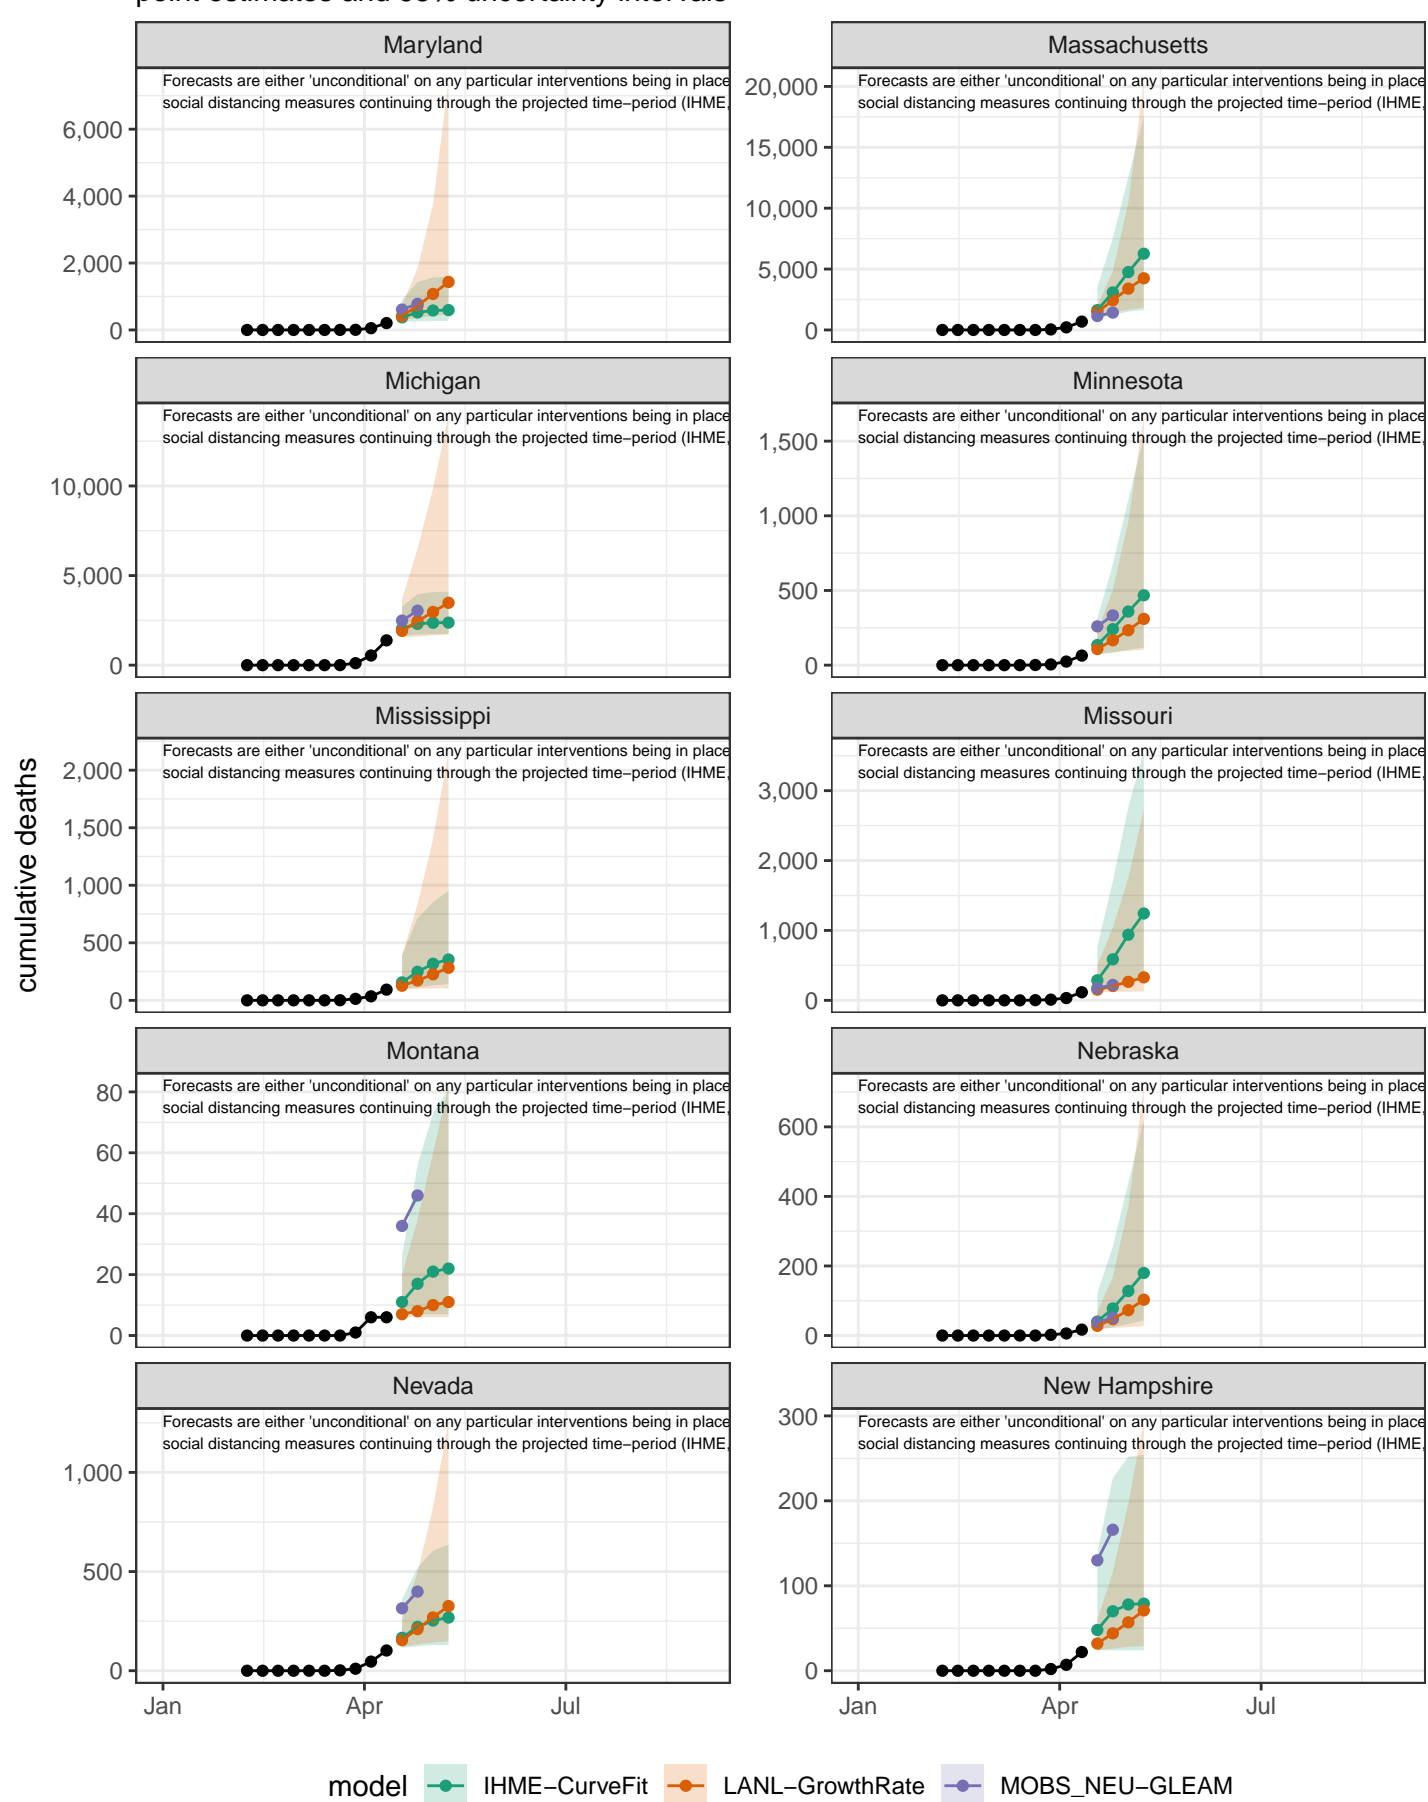 Maryland
Forecasts are either 'unconditional' on any particular interventions being in place
social distancing measures continuing through the projected time−period (IHME,
6,000
4,000
2,000
0
Massachusetts
Forecasts are either 'unconditional' on any particular interventions being in place
social distancing measures continuing through the projected time−period (IHME,
20,000
15,000
10,000
5,000
0
Michigan
Forecasts are either 'unconditional' on any particular interventions being in place
social distancing measures continuing through the projected time−period (IHME,
10,000
5,000
0
Minnesota
Forecasts are either 'unconditional' on any particular interventions being in place
social distancing measures continuing through the projected time−period (IHME,
1,500
1,000
500
0
cumulative deaths
Mississippi
Forecasts are either 'unconditional' on any particular interventions being in place
social distancing measures continuing through the projected time−period (IHME,
2,000
1,500
1,000
500
0
Missouri
Forecasts are either 'unconditional' on any particular interventions being in place
social distancing measures continuing through the projected time−period (IHME,
3,000
2,000
1,000
0
Montana
Forecasts are either 'unconditional' on any particular interventions being in place
social distancing measures continuing through the projected time−period (IHME,
80
60
40
20
0
Nebraska
Forecasts are either 'unconditional' on any particular interventions being in place
social distancing measures continuing through the projected time−period (IHME,
600
400
200
0
Nevada
Forecasts are either 'unconditional' on any particular interventions being in place
social distancing measures continuing through the projected time−period (IHME,
1,000
500
0
Jan Apr Jul
New Hampshire
Forecasts are either 'unconditional' on any particular interventions being in place
social distancing measures continuing through the projected time−period (IHME,
300
200
100
0
Jan Apr Jul
model IHME−CurveFit LANL−GrowthRate MOBS_NEU−GLEAM